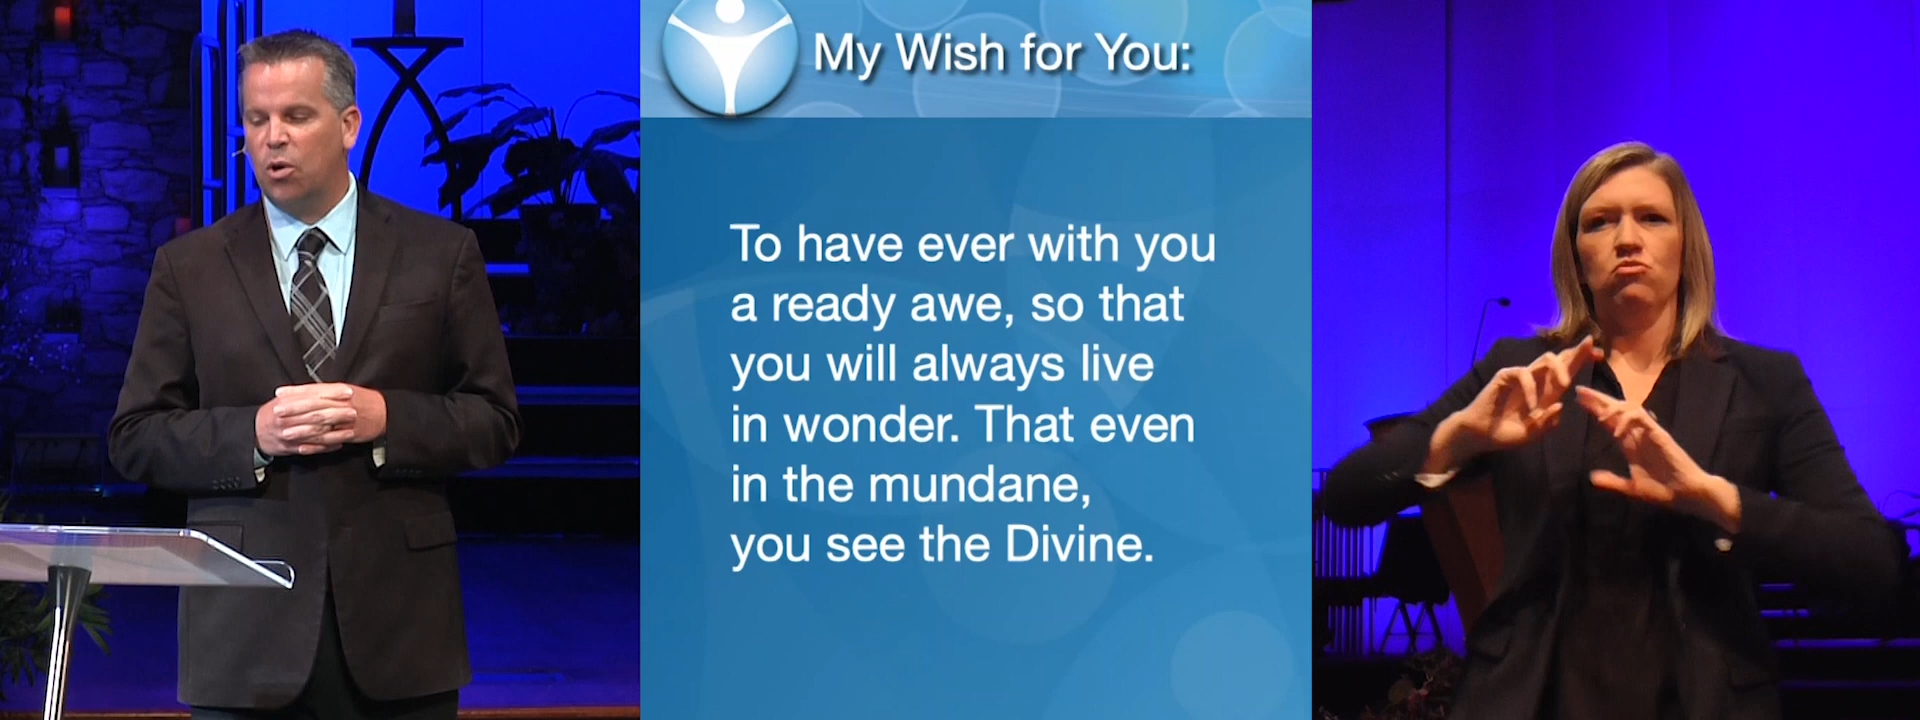 My Wish for You:
To have ever with you
a ready awe, so that
you will always live
in wonder. That even
in the mundane,
you see the Divine.